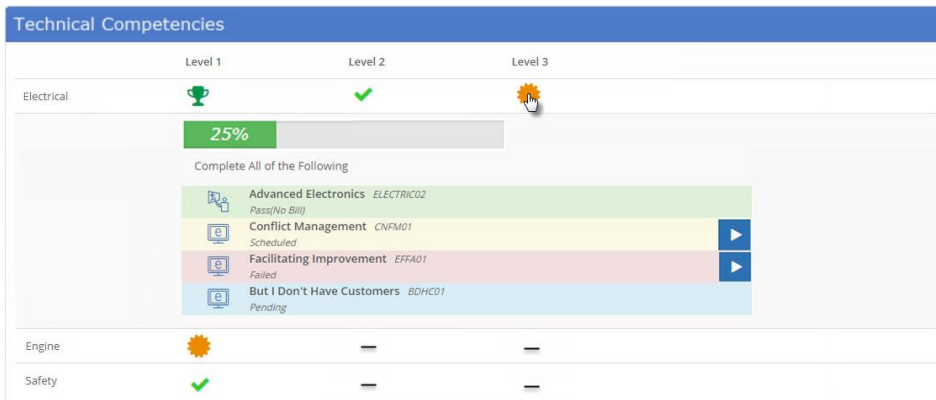 Technical Competencies
Level 1 Level 2 Level 3
Electrical
25%
Complete All of the Following
Advanced Electronics ELECTRIC02
Pass(No Bill)
Conflict Management CNFM01
Scheduled
Facilitating Improvement EFFA01
Failed
But I Don't Have Customers BDHC01
Pending
Engine
Safety